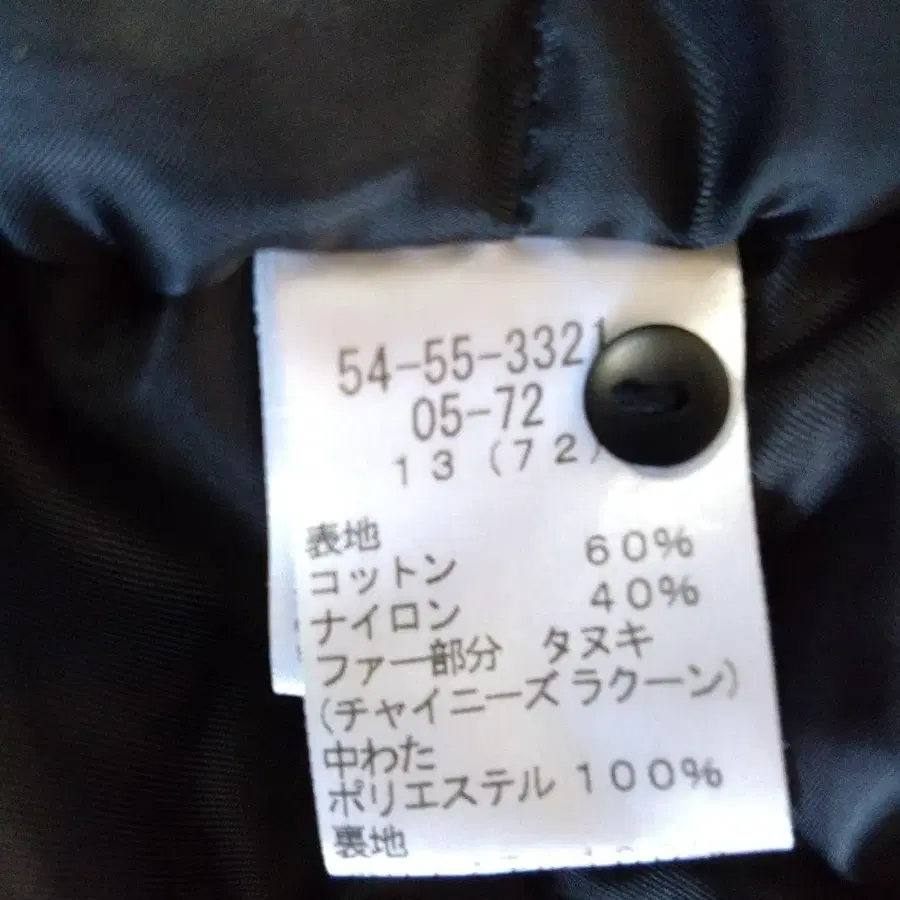 54-55-3321
05-72
13(72)
表地
コットン 60%
ナイロン 40%
ファー部分 タヌキ
(チャイニーズラクーン)
中わた
ポリエステル 100%
裏地